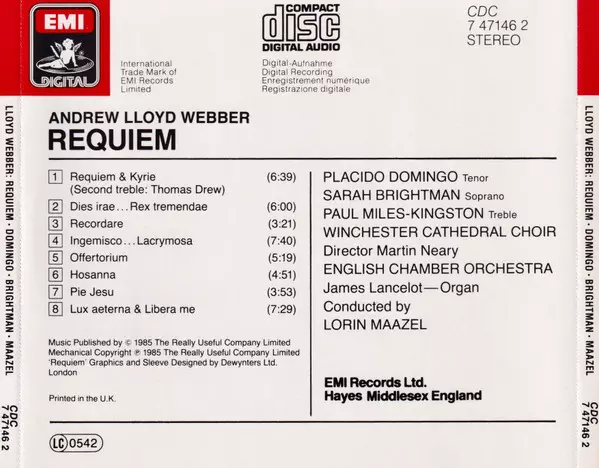 EMI
DIGITAL
International
Trade Mark of
EMI Records
Limited
COMPACT
disc
DIGITAL AUDIO
Digital-Aufnahme
Digital Recording
Enregistrement numérique
Registrazione digitale
CDC
7 47146 2
STEREO
ANDREW LLOYD WEBBER
REQUIEM
1 Requiem & Kyrie (6:39)
(Second treble: Thomas Drew)
2 Dies irae... Rex tremendae (6:00)
3 Recordare (3:21)
4 Ingemisco... Lacrymosa (7:40)
5 Offertorium (5:19)
6 Hosanna (4:51)
7 Pie Jesu (3:53)
8 Lux aeterna & Libera me (7:29)
Music Published by © 1985 The Really Useful Company Limited
Mechanical Copyright ℗ 1985 The Really Useful Company Limited
'Requiem' Graphics and Sleeve Designed by Dewynters Ltd.
London
Printed in the U.K.
LC 0542
PLACIDO DOMINGO Tenor
SARAH BRIGHTMAN Soprano
PAUL MILES-KINGSTON Treble
WINCHESTER CATHEDRAL CHOIR
Director Martin Neary
ENGLISH CHAMBER ORCHESTRA
James Lancelot—Organ
Conducted by
LORIN MAAZEL
EMI Records Ltd.
Hayes Middlesex England
LLOYD WEBBER: REQUIEM · DOMINGO · BRIGHTMAN · MAAZEL
CDC
7 47146 2
LLOYD WEBBER: REQUIEM · DOMINGO · BRIGHTMAN · MAAZEL
CDC
7 47146 2